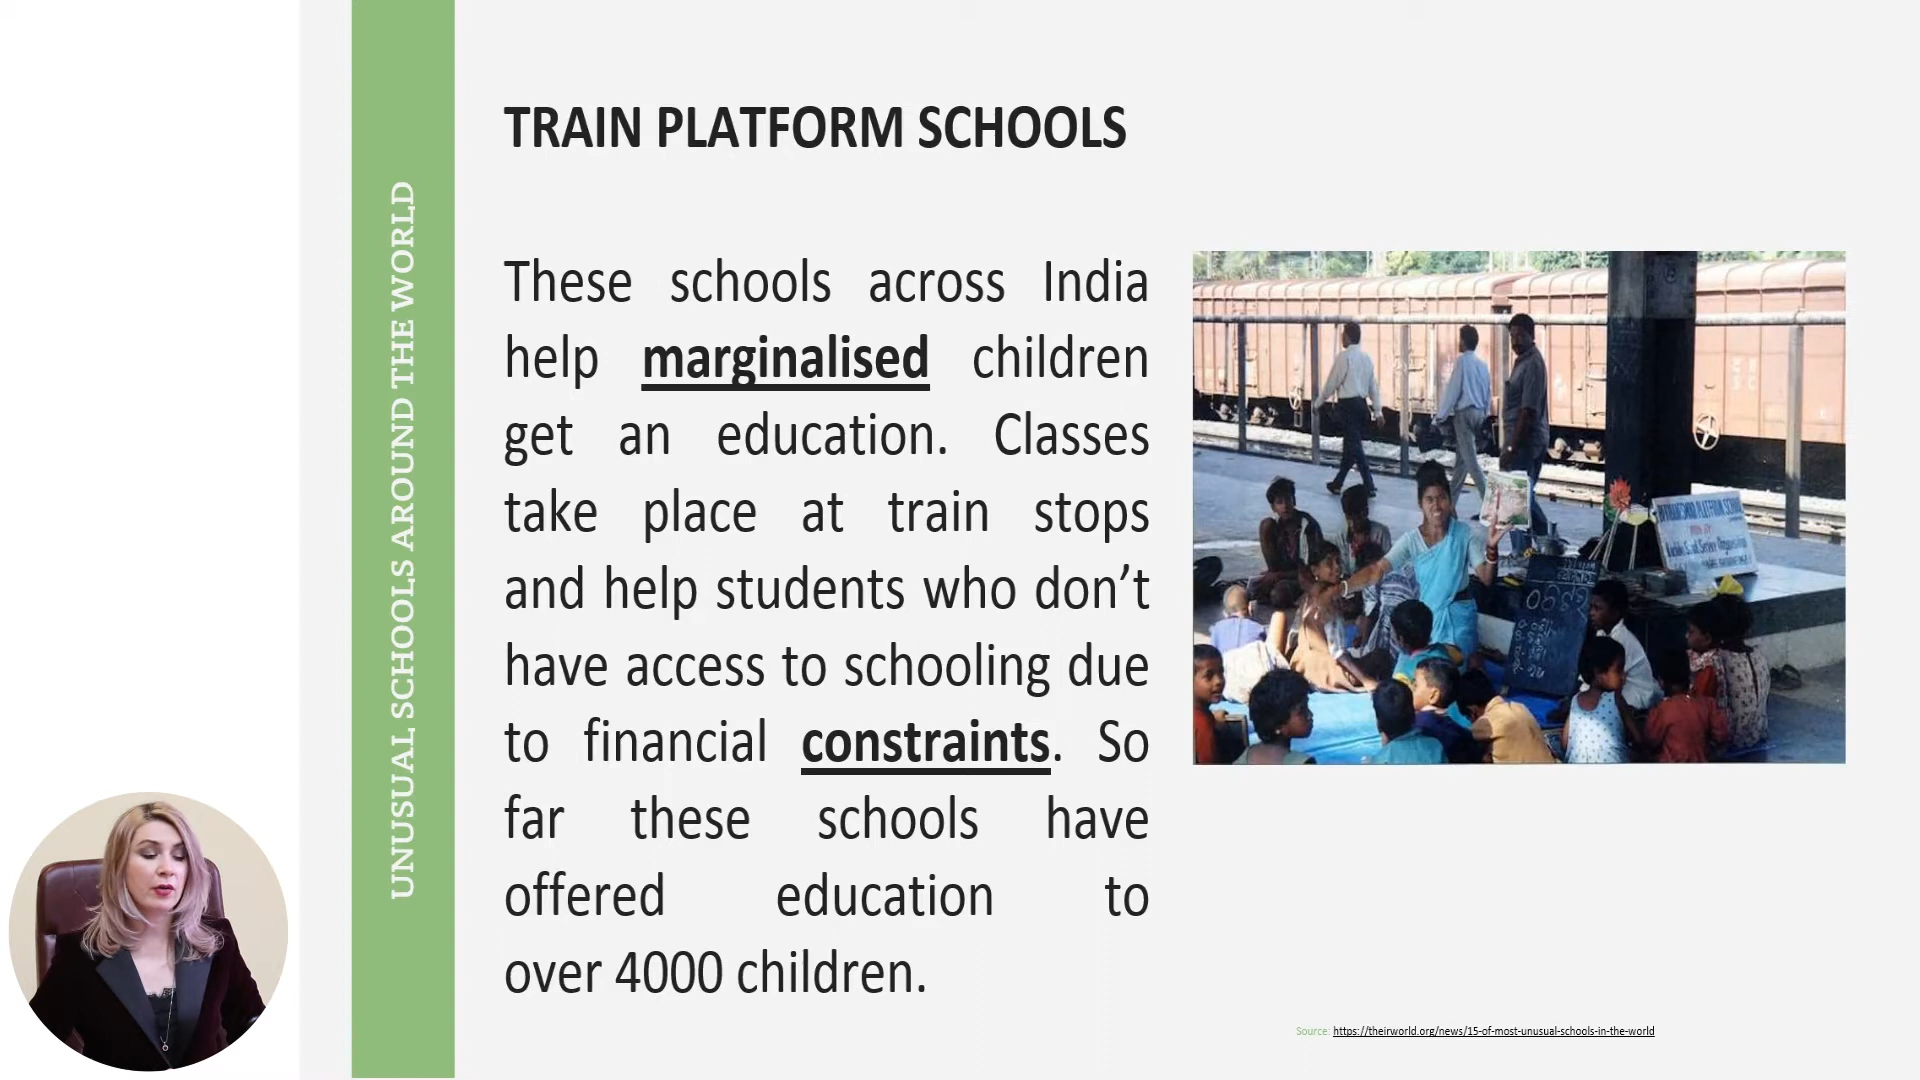 UNUSUAL SCHOOLS AROUND THE WORLD
TRAIN PLATFORM SCHOOLS
These schools across India
help marginalised children
get an education. Classes
take place at train stops
and help students who don’t
have access to schooling due
to financial constraints. So
far these schools have
offered education to
over 4000 children.
PLATFORM SCHOOL
Source: https://theirworld.org/news/15-of-most-unusual-schools-in-the-world